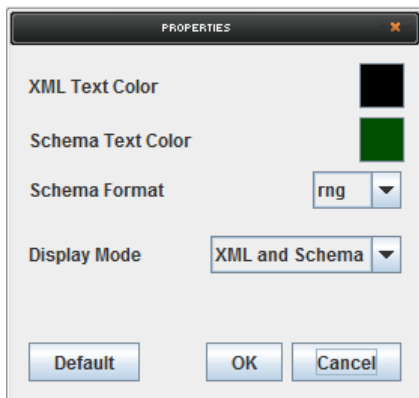 PROPERTIES
XML Text Color
Schema Text Color
Schema Format rng
Display Mode XML and Schema
Default OK Cancel